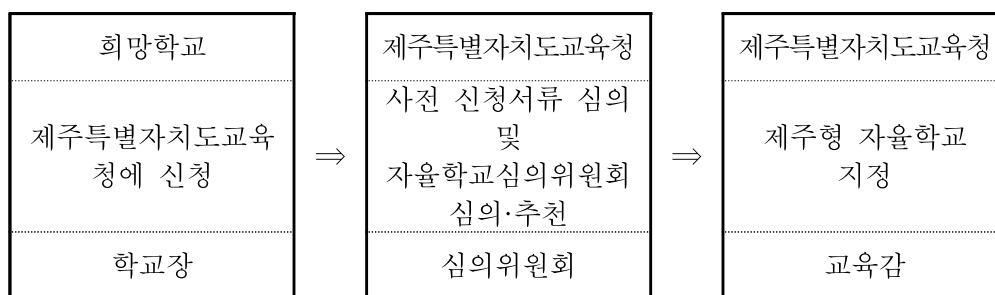 희망학교
제주특별자치도교육
청에 신청
학교장
⇒
제주특별자치도교육청
사전 신청서류 심의
및
자율학교심의위원회
심의·추천
심의위원회
⇒
제주특별자치도교육청
제주형 자율학교
지정
교육감